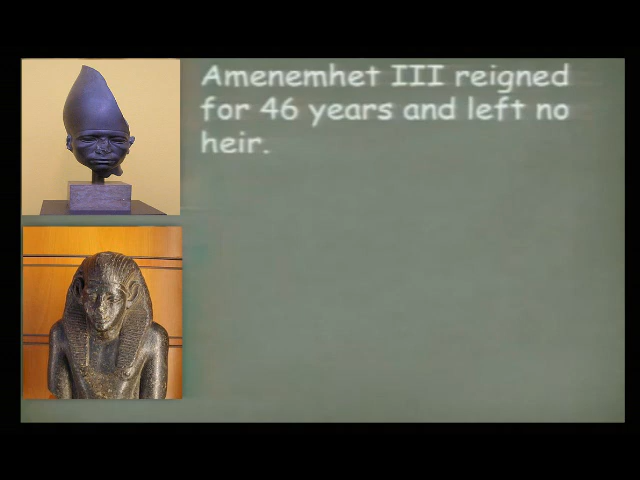 Amenemhet III reigned
for 46 years and left no
heir.